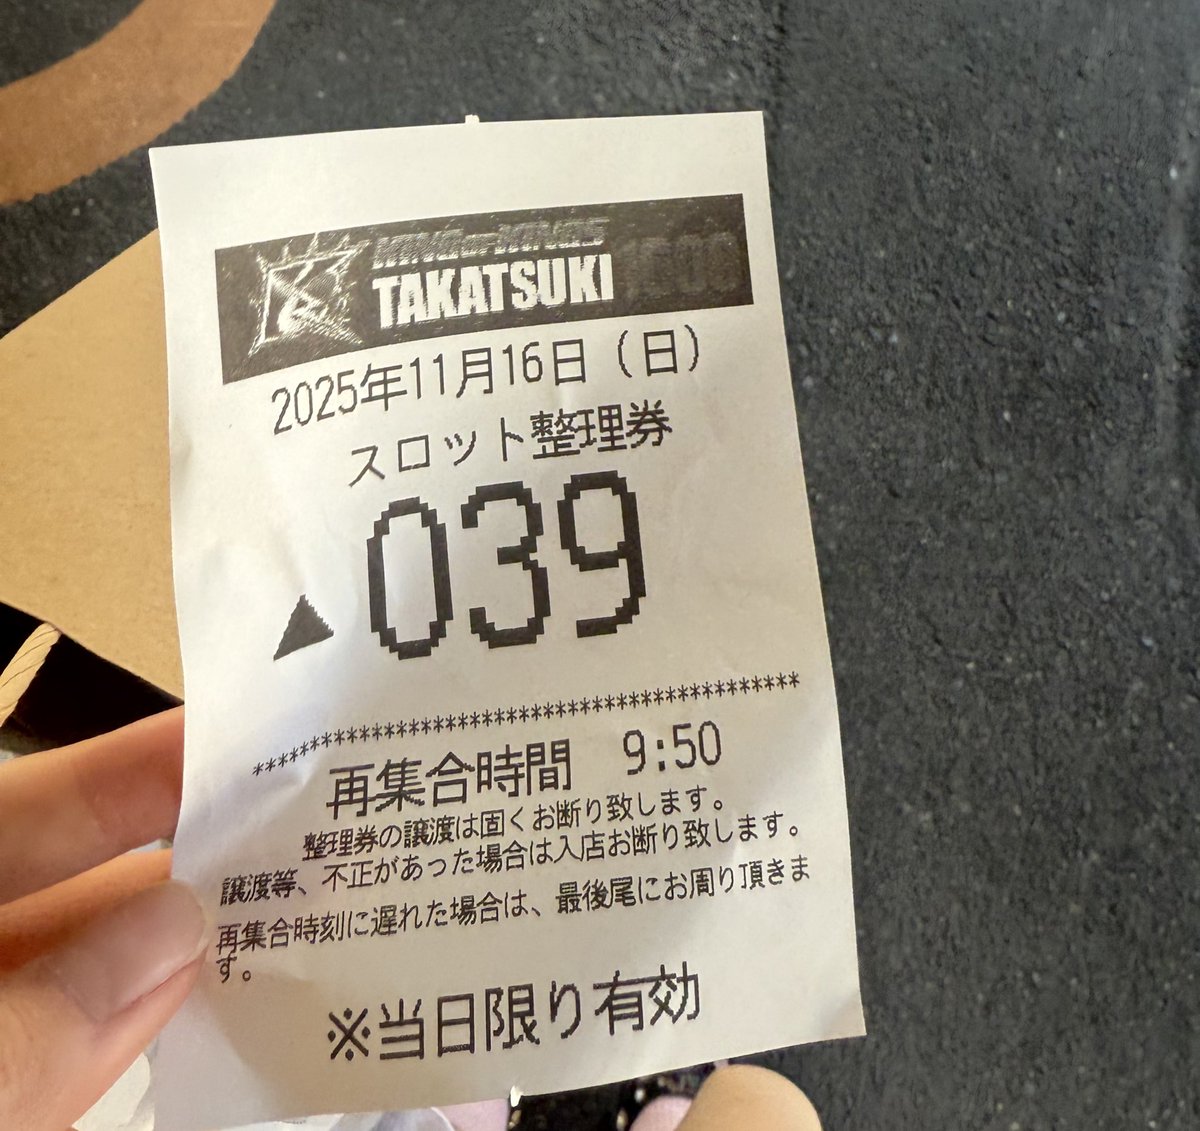 KING OF KINGS
TAKATSUKI
2025年11月16日（日）
スロット整理券
▲039
*****************************************
再集合時間　9:50
整理券の譲渡は固くお断り致します。
譲渡等、不正があった場合は入店お断り致します。
再集合時刻に遅れた場合は、最後尾にお周り頂きま
す。
※当日限り有効